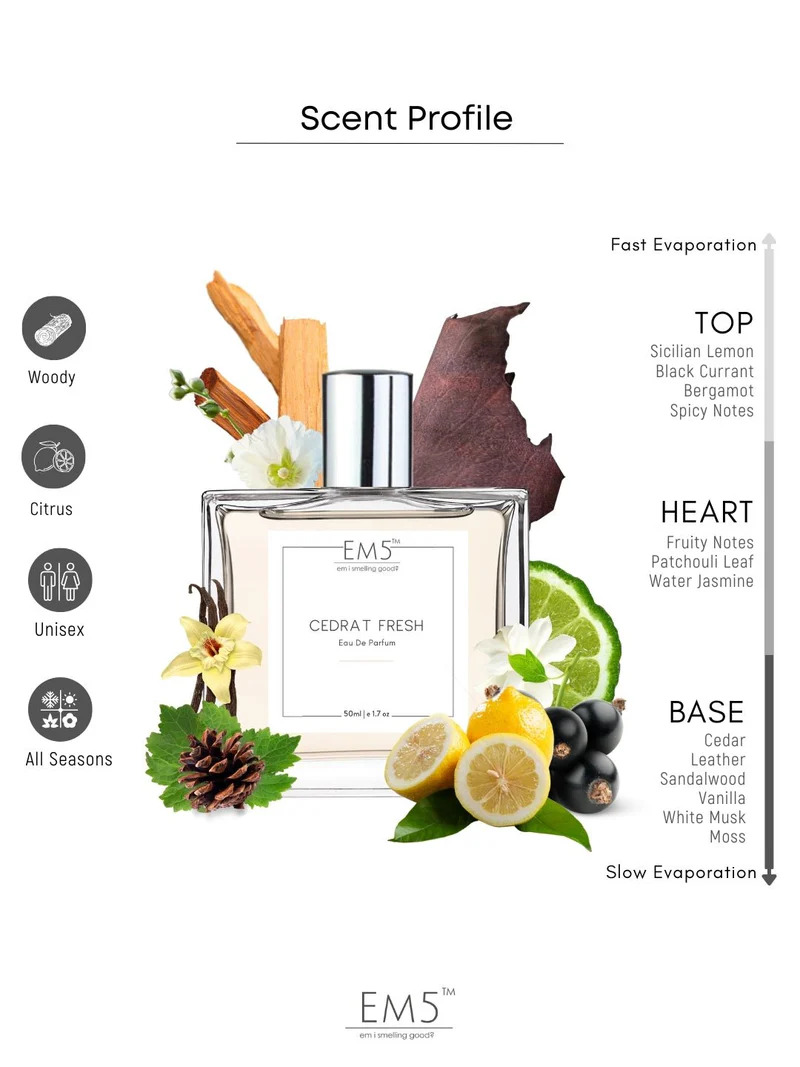 Scent Profile
Woody
Citrus
Unisex
All Seasons
EM5™
em i smelling good?
CEDRAT FRESH
Eau De Parfum
50ml | e 1.7 oz
Fast Evaporation
TOP
Sicilian Lemon
Black Currant
Bergamot
Spicy Notes
HEART
Fruity Notes
Patchouli Leaf
Water Jasmine
BASE
Cedar
Leather
Sandalwood
Vanilla
White Musk
Moss
Slow Evaporation
EM5™
em i smelling good?